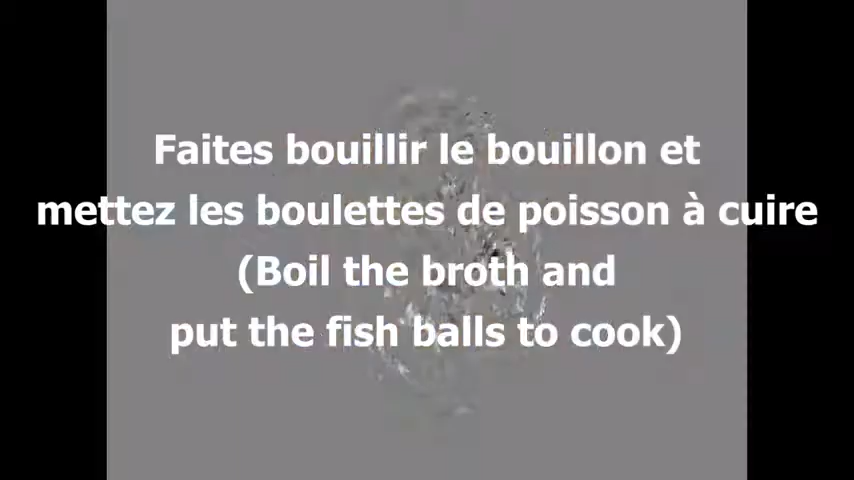 Faites bouillir le bouillon et
mettez les boulettes de poisson à cuire
(Boil the broth and
put the fish balls to cook)